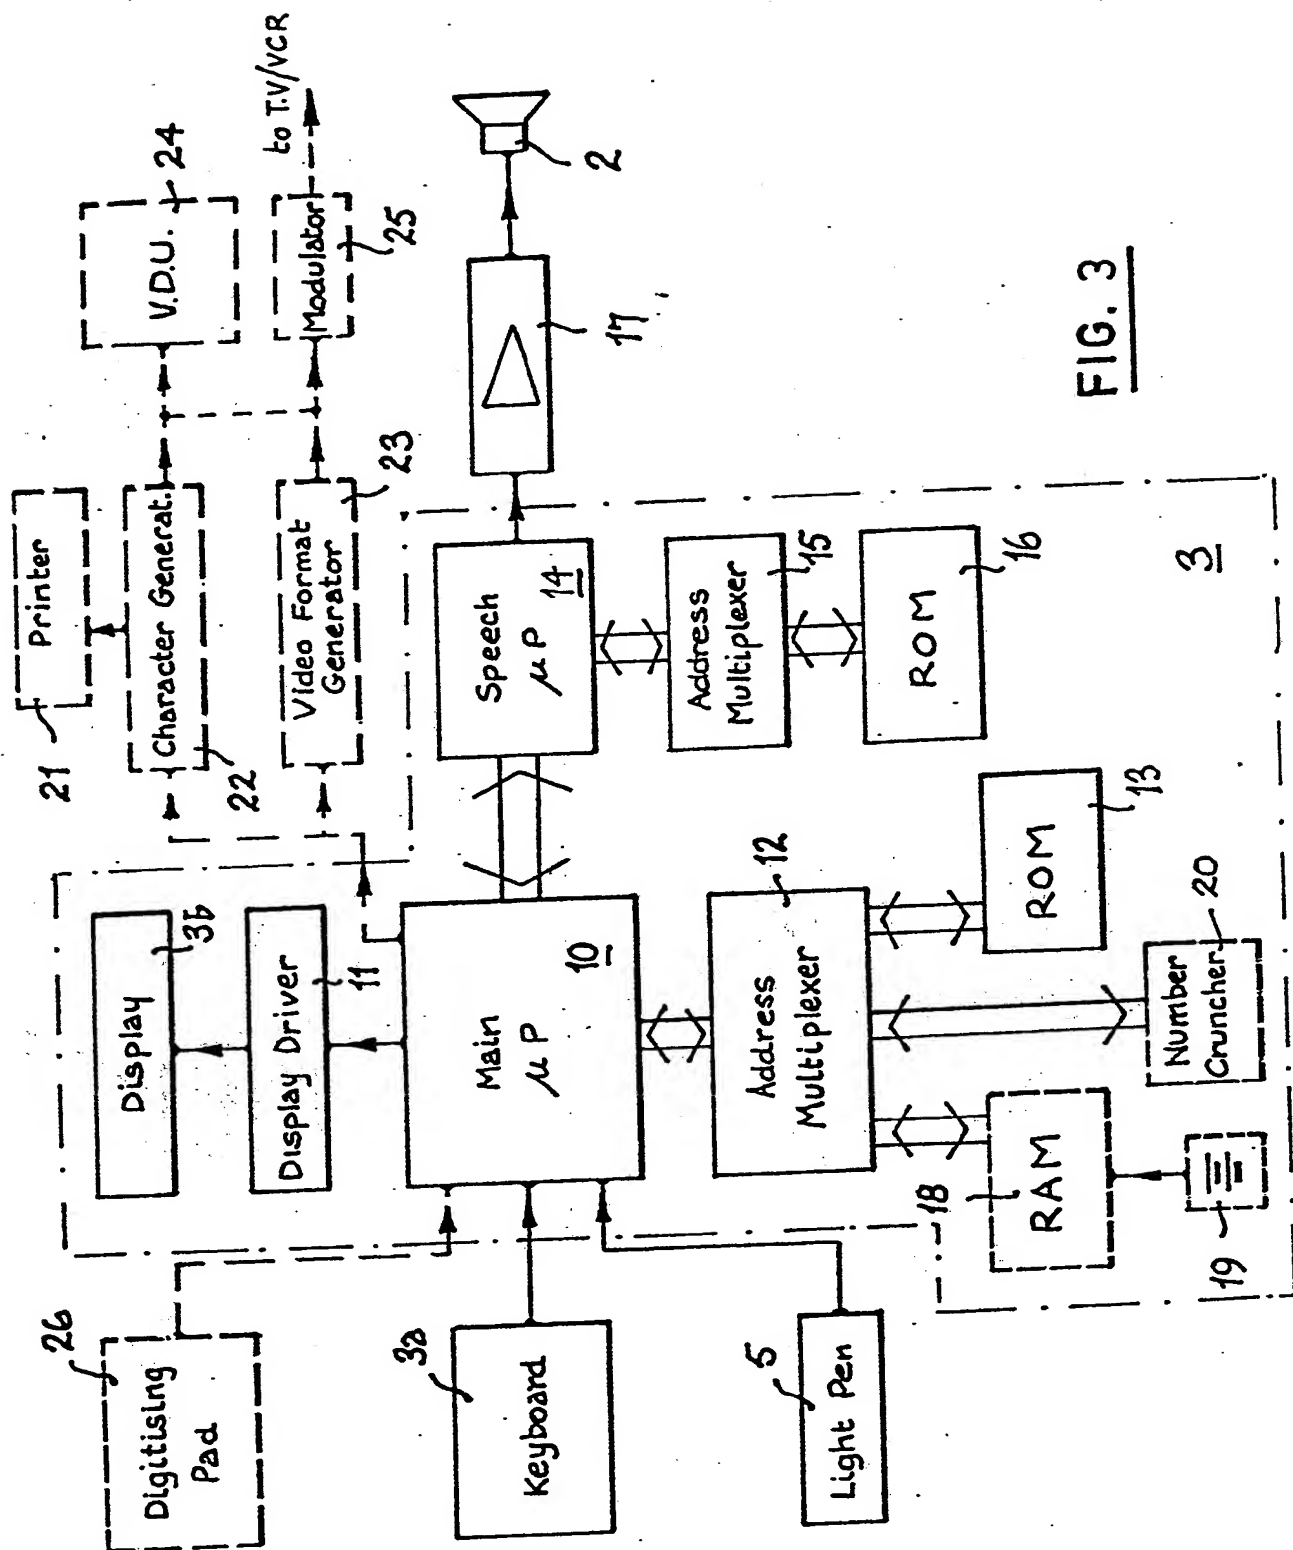 Digitising
Pad
26
Keyboard
3a
Light Pen
5
Display
3b
Display Driver
11
Main
μP
10
Address
Multiplexer
12
RAM
18
19
Number
Cruncher
20
ROM
13
Printer
21
Character Generat.
22
Video Format
Generator
23
Speech
μP
14
Address
Multiplexer
15
ROM
16
3
V.D.U.
24
Modulator
25
to T.V/VCR
17
2
FIG. 3